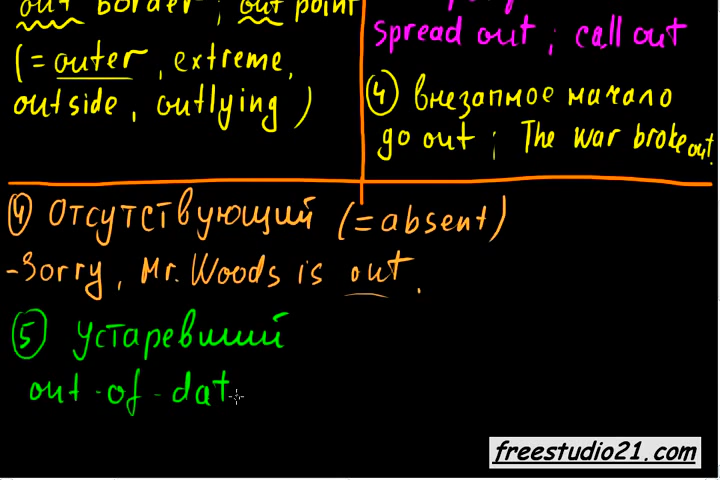 out border ; out point
(= outer, extreme,
outside, outlying )
spread out ; call out
④ внезапное начало
go out ; The war broke out.
④ Отсутствующий (= absent)
- Sorry, Mr. Woods is out.
⑤ Устаревший
out-of-dat
freestudio21.com